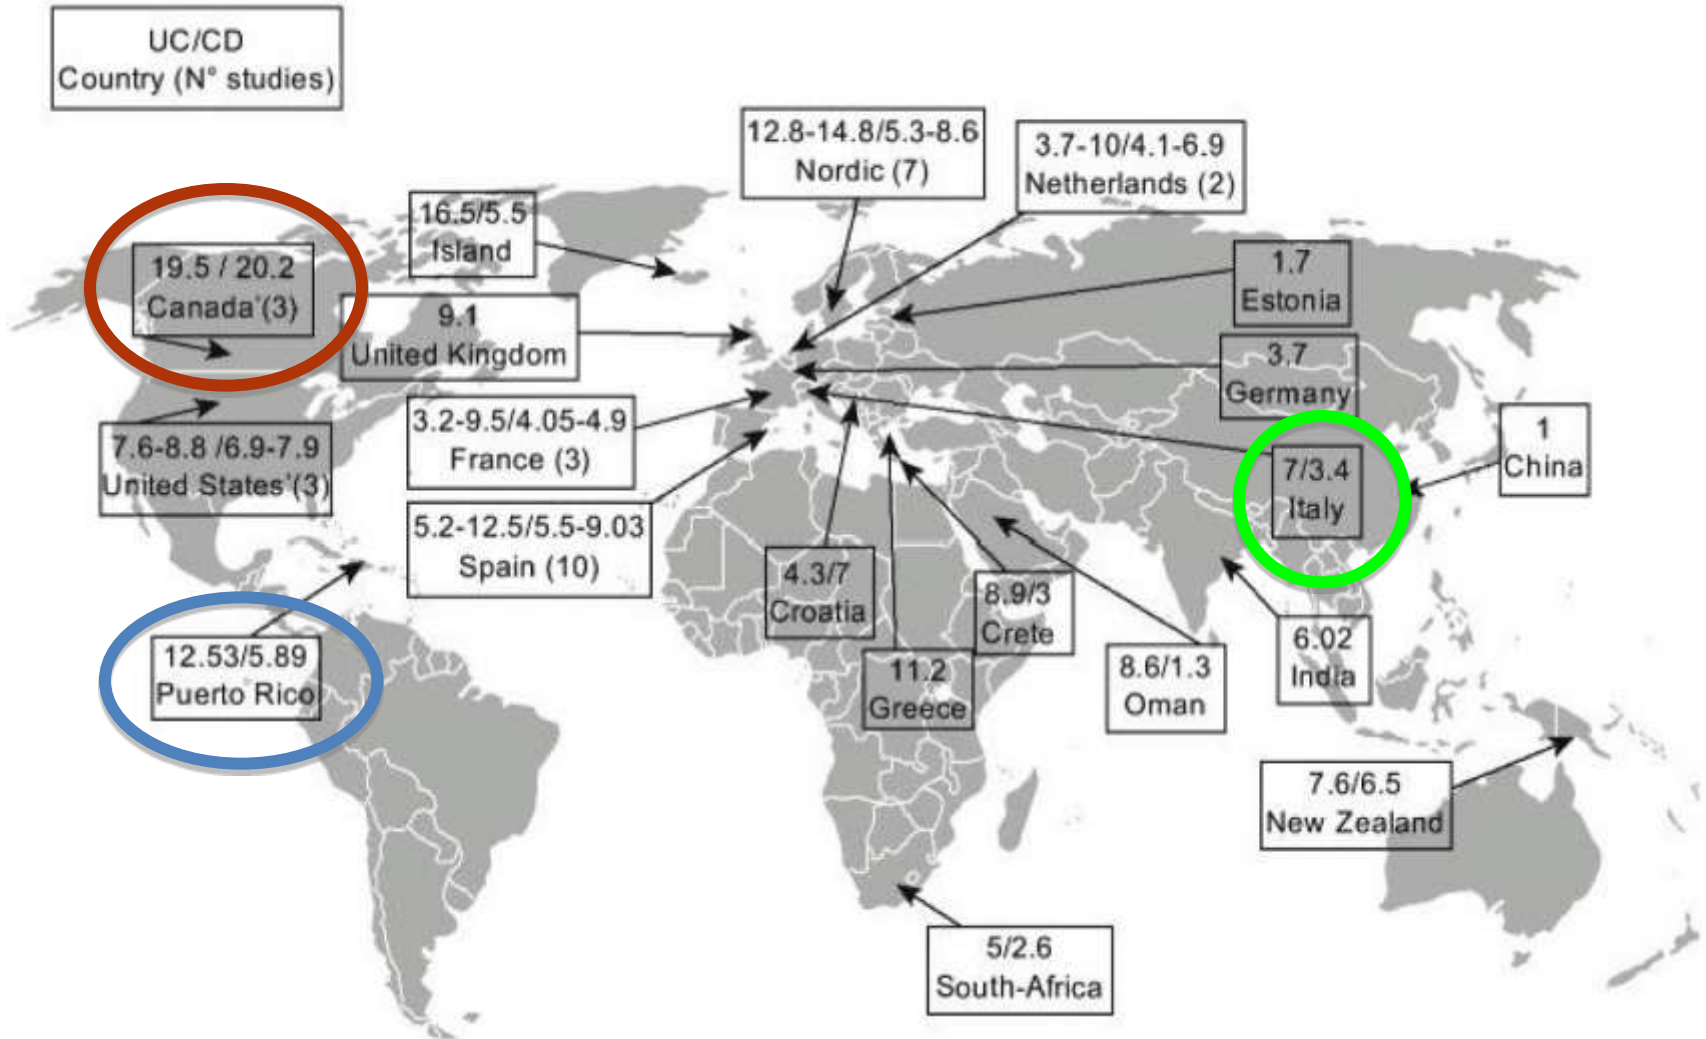 UC/CD
Country (N° studies)
12.8-14.8/5.3-8.6
Nordic (7)
3.7-10/4.1-6.9
Netherlands (2)
16.5/5.5
Island
19.5 / 20.2
Canada*(3)
1.7
Estonia
9.1
United Kingdom
3.7
Germany
3.2-9.5/4.05-4.9
France (3)
7.6-8.8 /6.9-7.9
United States*(3)
1
China
7/3.4
Italy
5.2-12.5/5.5-9.03
Spain (10)
4.3/7
Croatia
8.9/3
Crete
12.53/5.89
Puerto Rico
11.2
Greece
8.6/1.3
Oman
6.02
India
7.6/6.5
New Zealand
5/2.6
South-Africa